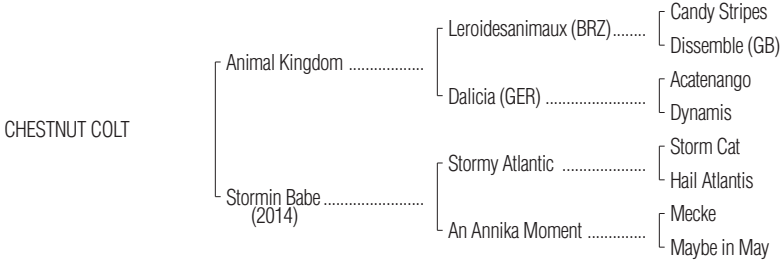 Candy Stripes
Leroidesanimaux (BRZ)........
Dissemble (GB)
Animal Kingdom ..................
Acatenango
Dalicia (GER) ........................
Dynamis
CHESTNUT COLT
Storm Cat
Stormy Atlantic ....................
Hail Atlantis
Stormin Babe ........................
(2014)
Mecke
An Annika Moment ..............
Maybe in May